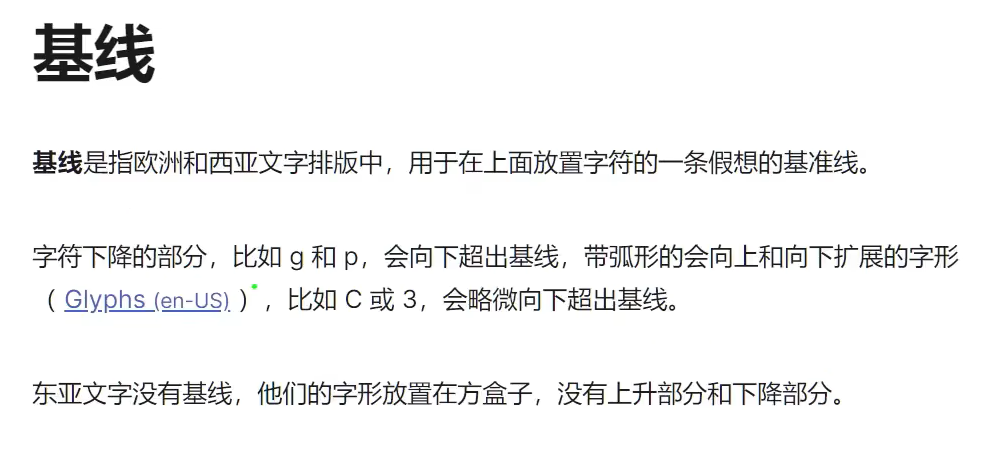 基线
基线是指欧洲和西亚文字排版中，用于在上面放置字符的一条假想的基准线。
字符下降的部分，比如 g 和 p，会向下超出基线，带弧形的会向上和向下扩展的字形
（ Glyphs (en-US) ），比如 C 或 3，会略微向下超出基线。
东亚文字没有基线，他们的字形放置在方盒子，没有上升部分和下降部分。